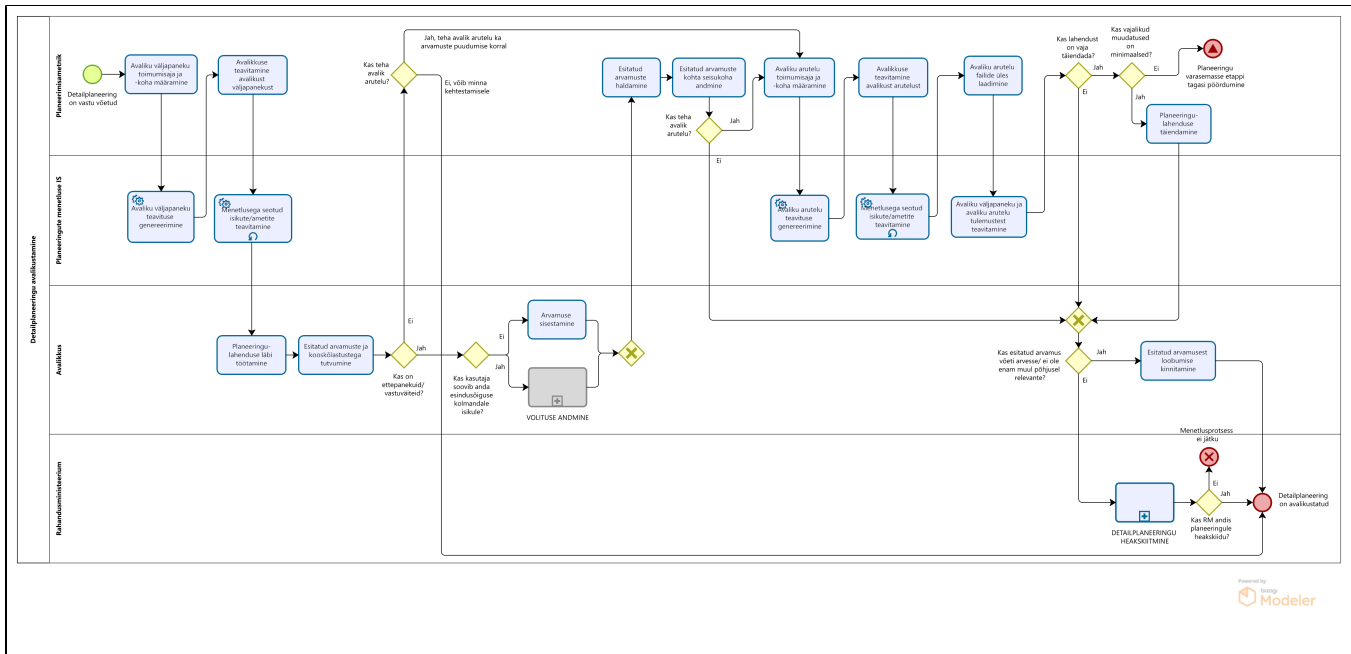 Detailplaneeringu avalikustamine
Planeerimisametnik
Detailplaneering
on vastu võetud
Avaliku väljapaneku
toimumisaja ja
-koha määramine
Avalikkuse
teavitamine
avalikust
väljapanekust
Kas teha
avalik
arutelu?
Jah, teha avalik arutelu ka
arvamuste puudumise korral
Ei, võib minna
kehtestamisele
Esitatud
arvamuste
haldamine
Esitatud arvamuste
kohta seisukoha
andmine
Kas teha
avalik
arutelu?
Jah
Ei
Avaliku arutelu
toimumisaja ja
-koha määramine
Avalikkuse
teavitamine
avalikust arutelust
Avaliku arutelu
failide üles
laadimine
Kas lahendust
on vaja
täiendada?
Jah
Ei
Kas vajalikud
muudatused
on
minimaalsed?
Ei
Jah
Planeeringu
varasemasse etappi
tagasi pöördumine
Planeeringu-
lahenduse
täiendamine
Planeeringute menetluse IS
Avaliku väljapaneku
teavituse
genereerimine
Menetlusega seotud
isikute/ametite
teavitamine
Avaliku arutelu
teavituse
genereerimine
Menetlusega seotud
isikute/ametite
teavitamine
Avaliku väljapaneku ja
avaliku arutelu
tulemustest
teavitamine
Avalikkus
Planeeringu-
lahenduse läbi
töötamine
Esitatud arvamuste ja
kooskõlastustega
tutvumine
Ei
Jah
Kas on
ettepanekuid/
vastuväiteid?
Kas kasutaja
soovib anda
esindusõiguse
kolmandale
isikule?
Ei
Jah
Arvamuse
sisestamine
VOLITUSE ANDMINE
Kas esitatud arvamus
võeti arvesse/ ei ole
enam muul põhjusel
relevante?
Jah
Ei
Esitatud arvamusest
loobumise
kinnitamine
Rahandusministeerium
Menetlusprotsess
ei jätku
Ei
Jah
DETAILPLANEERINGU
HEAKSKIITMINE
Kas RM andis
planeeringule
heakskiidu?
Detailplaneering
on avalikustatud
Powered by
bizagi
Modeler